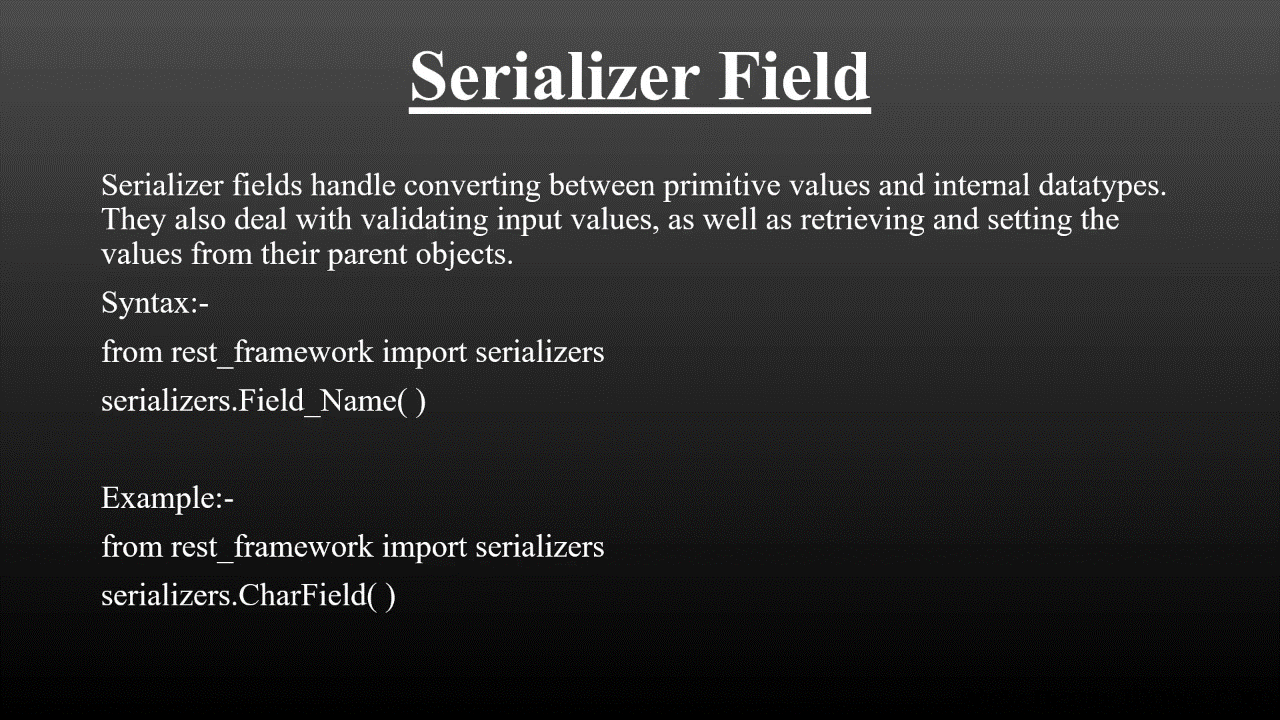 Serializer Field
Serializer fields handle converting between primitive values and internal datatypes.
They also deal with validating input values, as well as retrieving and setting the
values from their parent objects.
Syntax:-
from rest_framework import serializers
serializers.Field_Name( )
Example:-
from rest_framework import serializers
serializers.CharField( )